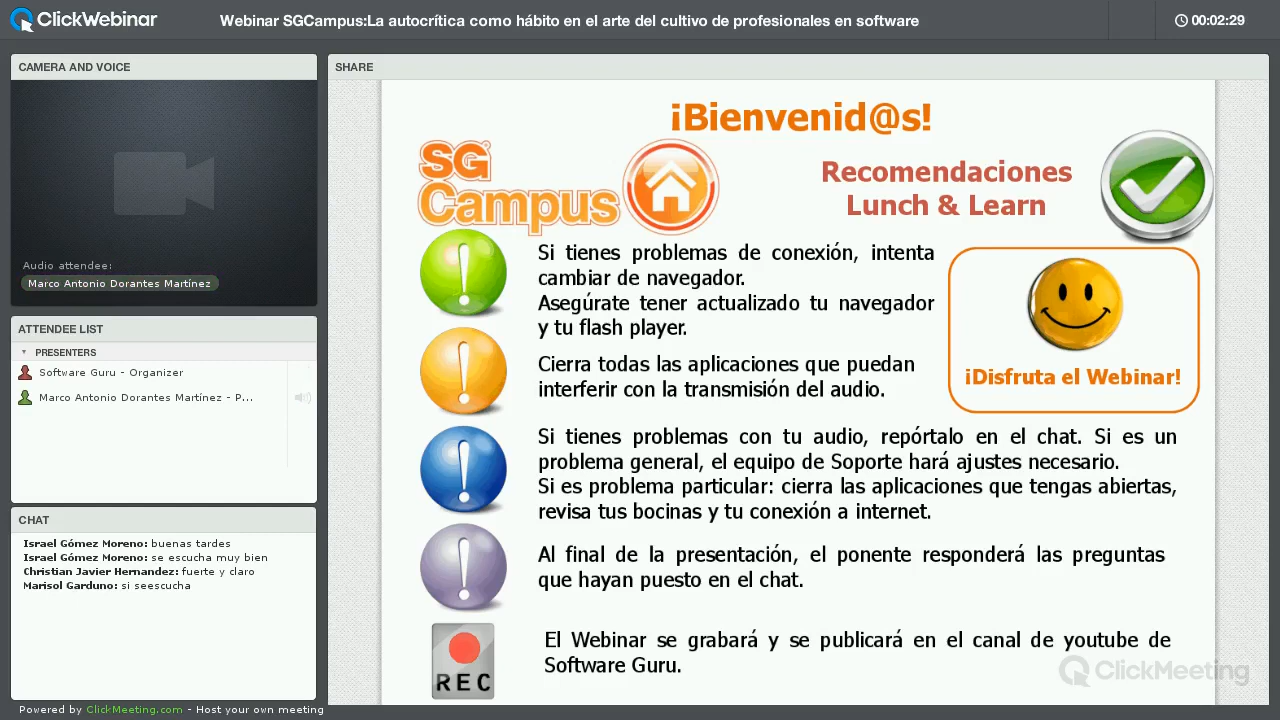 ClickWebinar
Webinar SGCampus:La autocrítica como hábito en el arte del cultivo de profesionales en software
00:02:29
CAMERA AND VOICE
Audio attendee:
Marco Antonio Dorantes Martínez
ATTENDEE LIST
PRESENTERS
Software Guru - Organizer
Marco Antonio Dorantes Martínez - P...
CHAT
Israel Gómez Moreno: buenas tardes
Israel Gómez Moreno: se escucha muy bien
Christian Javier Hernandez: fuerte y claro
Marisol Garduno: si seescucha
Powered by ClickMeeting.com - Host your own meeting
SHARE
¡Bienvenid@s!
SG
Campus
Recomendaciones
Lunch & Learn
Si tienes problemas de conexión, intenta
cambiar de navegador.
Asegúrate tener actualizado tu navegador
y tu flash player.
Cierra todas las aplicaciones que puedan
interferir con la transmisión del audio.
¡Disfruta el Webinar!
Si tienes problemas con tu audio, repórtalo en el chat. Si es un
problema general, el equipo de Soporte hará ajustes necesario.
Si es problema particular: cierra las aplicaciones que tengas abiertas,
revisa tus bocinas y tu conexión a internet.
Al final de la presentación, el ponente responderá las preguntas
que hayan puesto en el chat.
REC
El Webinar se grabará y se publicará en el canal de youtube de
Software Guru.
ClickMeeting